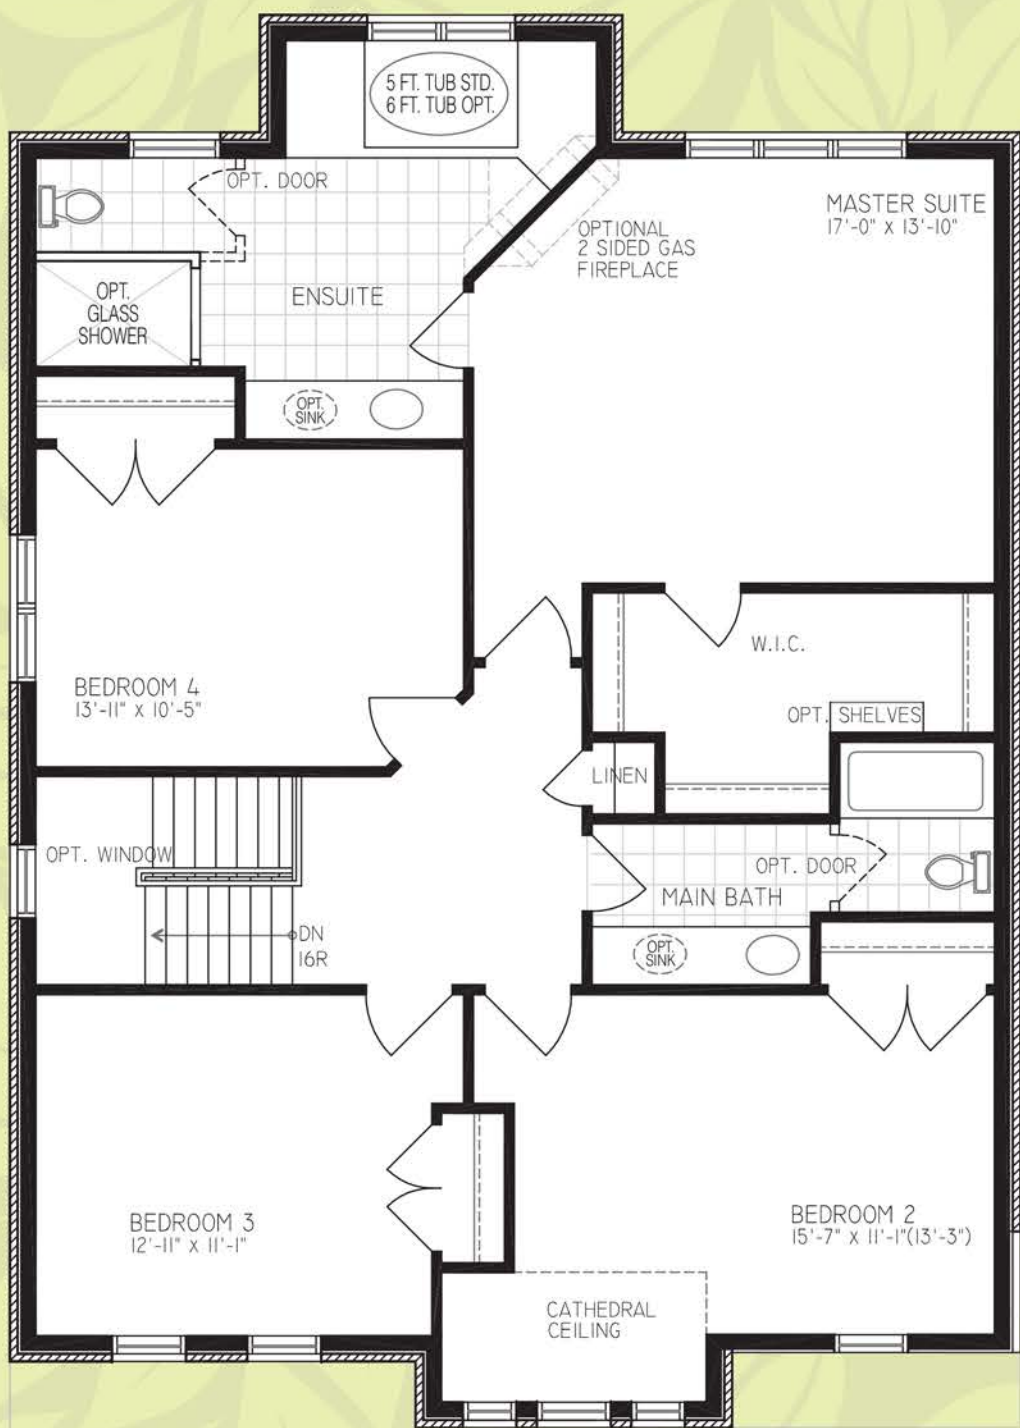 5 FT. TUB STD.
6 FT. TUB OPT.
OPT. DOOR
MASTER SUITE
17'-0" X 13'-10"
OPTIONAL
2 SIDED GAS
FIREPLACE
OPT.
GLASS
SHOWER
ENSUITE
OPT.
SINK
W.I.C.
BEDROOM 4
13'-11" X 10'-5"
OPT. SHELVES
LINEN
OPT. WINDOW
OPT. DOOR
MAIN BATH
DN
16R
OPT.
SINK
BEDROOM 3
12'-11" X 11'-1"
BEDROOM 2
15'-7" X 11'-1"(13'-3")
CATHEDRAL
CEILING